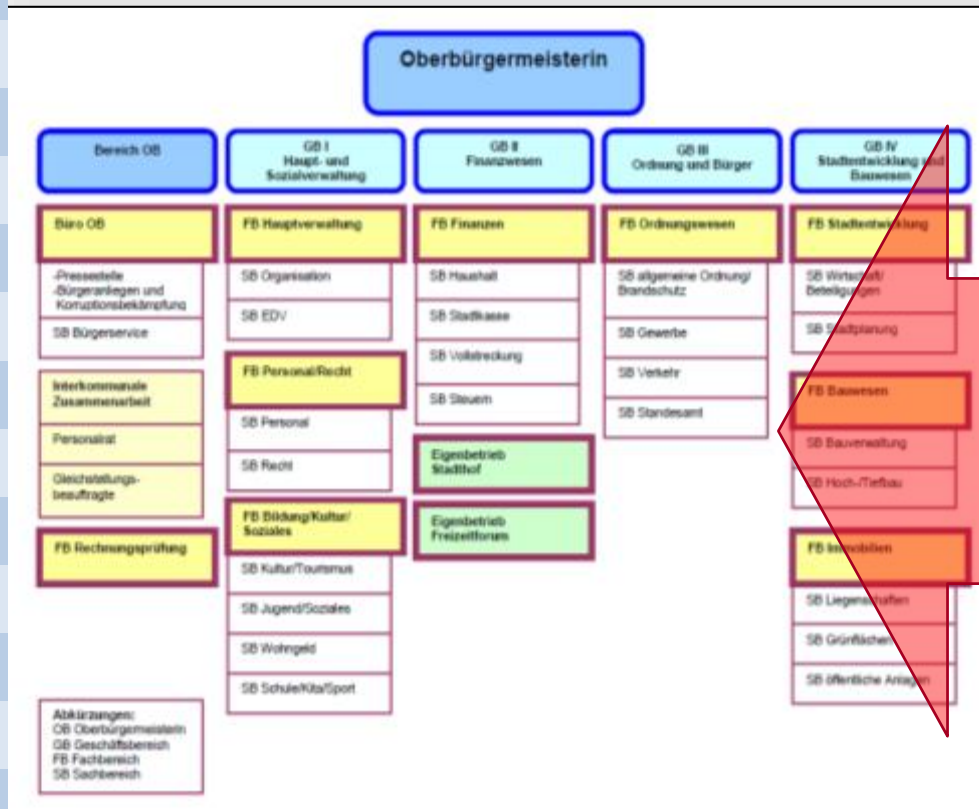 Oberbürgermeisterin
Bereich OB
Büro OB
-Pressestelle
-Bürgeranliegen und
Korruptionsbekämpfung
SB Bürgerservice
Interkommunale
Zusammenarbeit
Personalrat
Gleichstellungs-
beauftragte
FB Rechnungsprüfung
GB I
Haupt- und
Sozialverwaltung
FB Hauptverwaltung
SB Organisation
SB EDV
FB Personal/Recht
SB Personal
SB Recht
FB Bildung/Kultur/
Soziales
SB Kultur/Tourismus
SB Jugend/Soziales
SB Wohngeld
SB Schule/Kita/Sport
GB II
Finanzwesen
FB Finanzen
SB Haushalt
SB Stadtkasse
SB Vollstreckung
SB Steuern
Eigenbetrieb
Stadthof
Eigenbetrieb
Freizeitforum
GB III
Ordnung und Bürger
FB Ordnungswesen
SB allgemeine Ordnung/
Brandschutz
SB Gewerbe
SB Verkehr
SB Standesamt
GB IV
Stadtentwicklung und
Bauwesen
FB Stadtentwicklung
SB Wirtschaft/
Beteiligungen
SB Stadtplanung
FB Bauwesen
SB Bauverwaltung
SB Hoch-/Tiefbau
FB Immobilien
SB Liegenschaften
SB Grünflächen
SB öffentliche Anlagen
Abkürzungen:
OB Oberbürgermeisterin
GB Geschäftsbereich
FB Fachbereich
SB Sachbereich